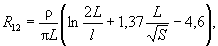 R₁₂ = ρ/(πL) (ln 2L/l + 1,37 L/√S − 4,6),